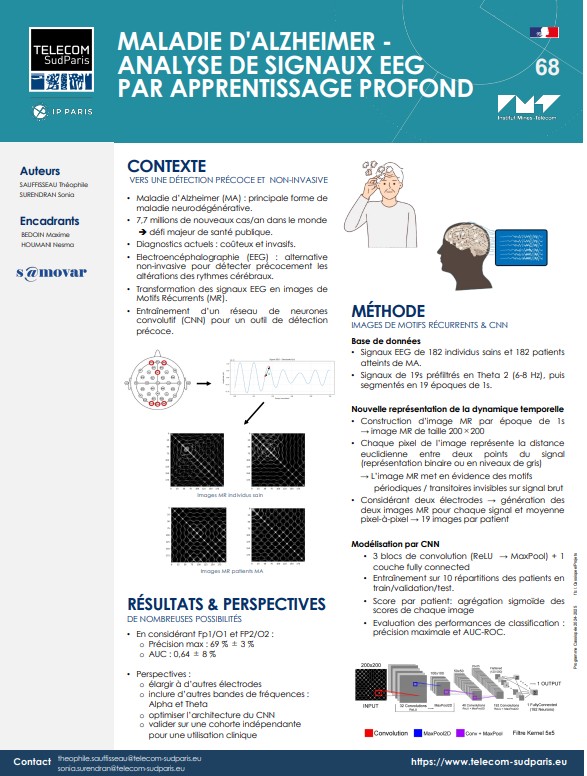 TELECOM
SudParis
IP PARIS
MALADIE D'ALZHEIMER -
ANALYSE DE SIGNAUX EEG
PAR APPRENTISSAGE PROFOND
68
Institut Mines-Telecom
Auteurs
SAUFFISSEAU Théophile
SURENDRAN Sonia
Encadrants
BEDOIN Maxime
HOUMANI Nesma
s@movar
CONTEXTE
VERS UNE DÉTECTION PRÉCOCE ET NON-INVASIVE
• Maladie d'Alzheimer (MA) : principale forme de
maladie neurodégénérative.
• 7,7 millions de nouveaux cas/an dans le monde
➔ défi majeur de santé publique.
• Diagnostics actuels : coûteux et invasifs.
• Electroencéphalographie (EEG) : alternative
non-invasive pour détecter précocement les
altérations des rythmes cérébraux.
• Transformation des signaux EEG en images de
Motifs Récurrents (MR).
• Entraînement d'un réseau de neurones
convolutif (CNN) pour un outil de détection
précoce.
Images MR individus sain
Images MR patients MA
RÉSULTATS & PERSPECTIVES
DE NOMBREUSES POSSIBILITÉS
• En considérant Fp1/O1 et FP2/O2 :
o Précision max : 69 % ± 3 %
o AUC : 0,64 ± 8 %
• Perspectives :
o élargir à d'autres électrodes
o inclure d'autres bandes de fréquences :
Alpha et Theta
o optimiser l'architecture du CNN
o valider sur une cohorte indépendante
pour une utilisation clinique
MÉTHODE
IMAGES DE MOTIFS RÉCURRENTS & CNN
Base de données
• Signaux EEG de 182 individus sains et 182 patients
atteints de MA.
• Signaux de 19s préfiltrés en Theta 2 (6-8 Hz), puis
segmentés en 19 époques de 1s.
Nouvelle représentation de la dynamique temporelle
• Construction d'image MR par époque de 1s
→ image MR de taille 200×200
• Chaque pixel de l'image représente la distance
euclidienne entre deux points du signal
(représentation binaire ou en niveaux de gris)
→ L'image MR met en évidence des motifs
périodiques / transitoires invisibles sur signal brut
• Considérant deux électrodes → génération des
deux images MR pour chaque signal et moyenne
pixel-à-pixel → 19 images par patient
Modélisation par CNN
• 3 blocs de convolution (ReLU → MaxPool) + 1
couche fully connected
• Entraînement sur 10 répartitions des patients en
train/validation/test.
• Score par patient: agrégation sigmoïde des
scores de chaque image
• Evaluation des performances de classification :
précision maximale et AUC-ROC.
200x200
INPUT
1 OUTPUT
Convolution
MaxPool2D
Conv + MaxPool
Filtre Kernel 5x5
Contact
theophile.sauffisseau@telecom-sudparis.eu
sonia.surendran@telecom-sudparis.eu
https://www.telecom-sudparis.eu